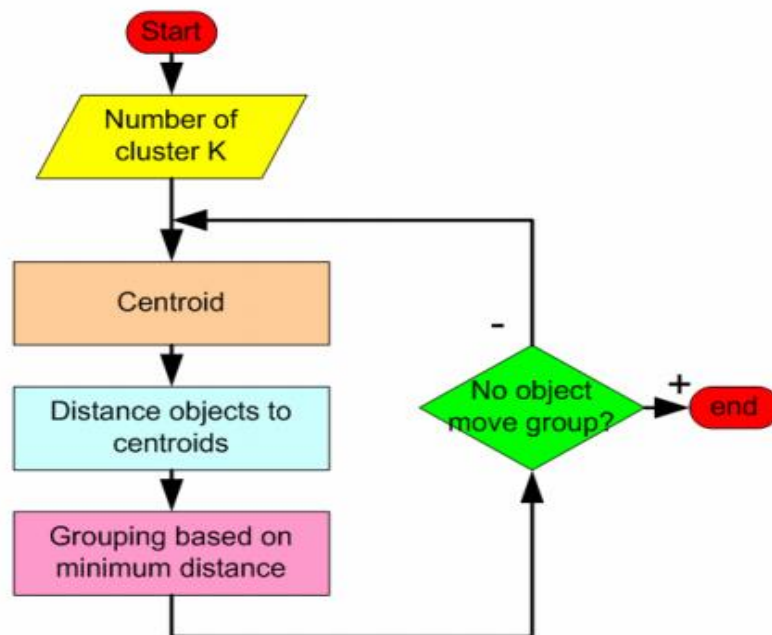 Start
Number of
cluster K
Centroid
Distance objects to
centroids
Grouping based on
minimum distance
-
No object
move group?
+
end